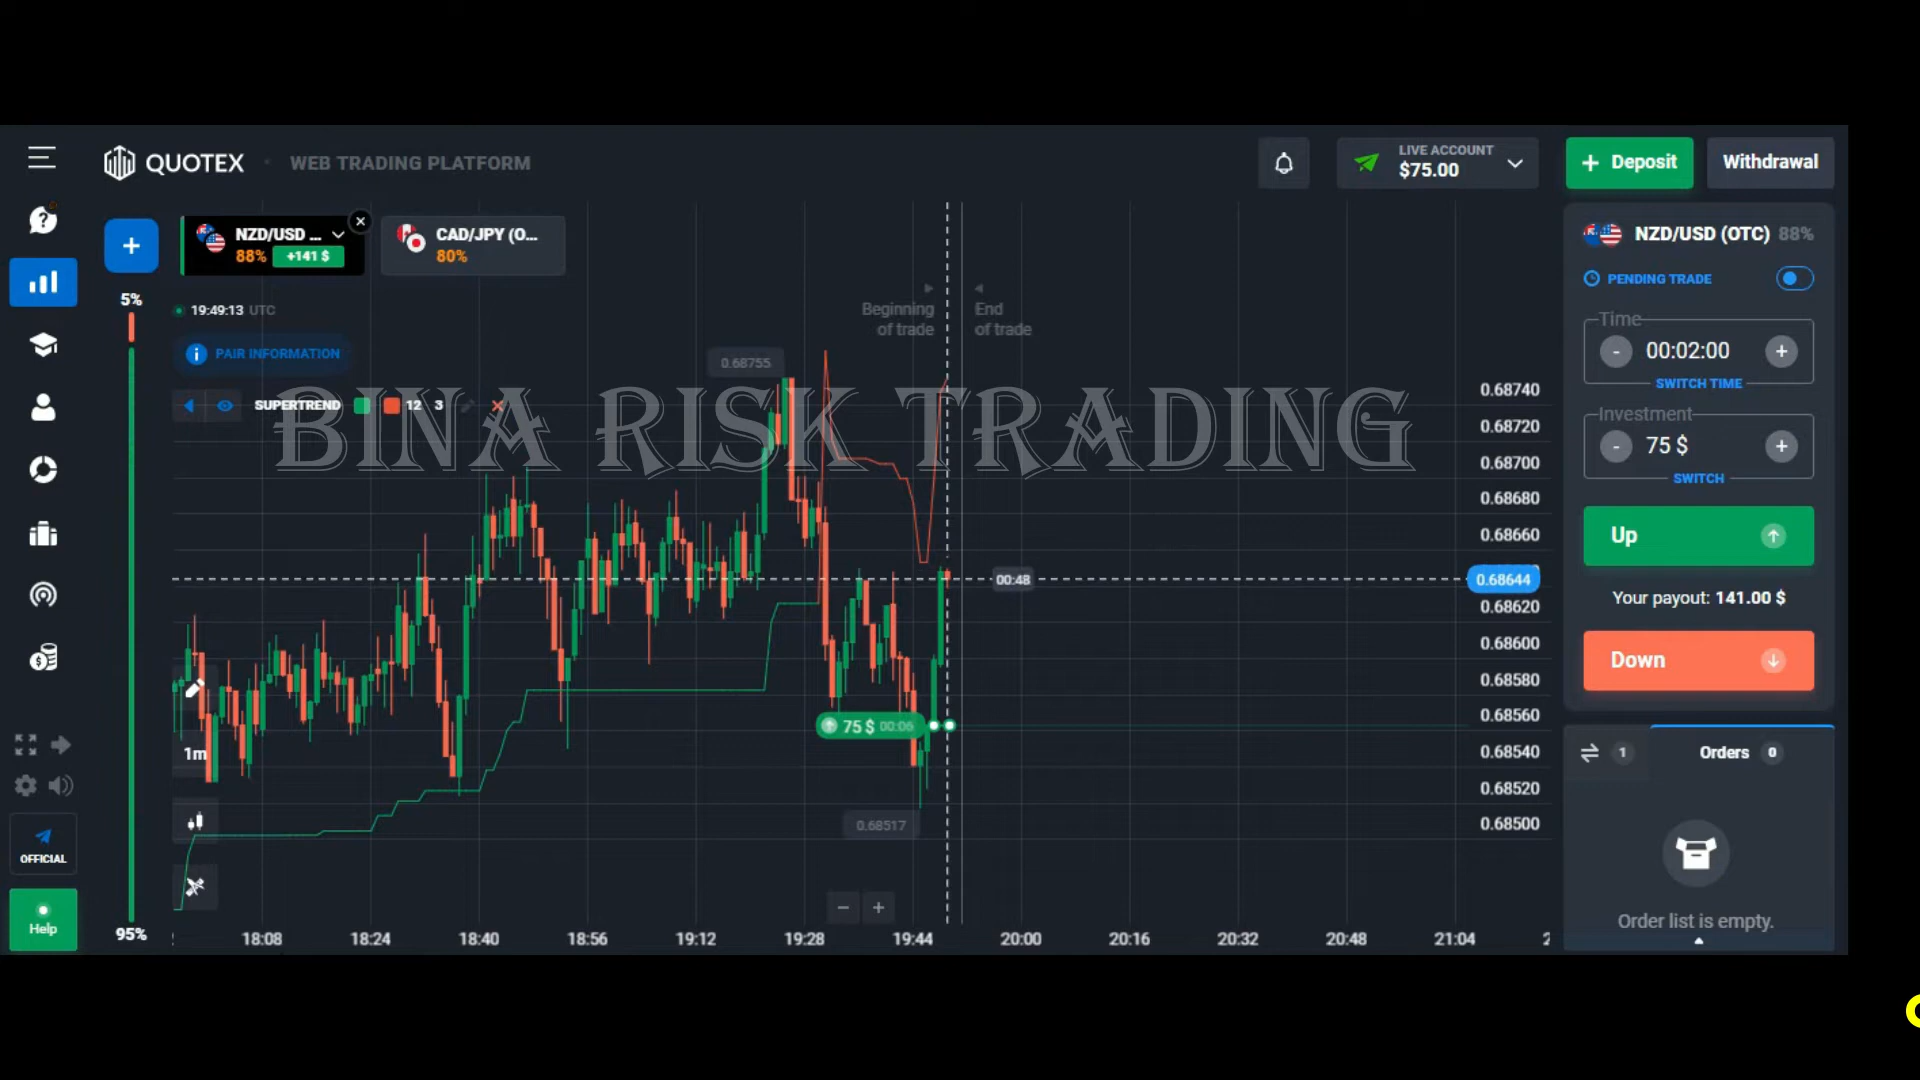 QUOTEX
WEB TRADING PLATFORM
LIVE ACCOUNT
$75.00
+ Deposit
Withdrawal
+
NZD/USD ...
88% +141 $
CAD/JPY (O...
80%
NZD/USD (OTC) 88%
PENDING TRADE
5%
19:49:13 UTC
Beginning
of trade
End
of trade
Time
- 00:02:00 +
SWITCH TIME
PAIR INFORMATION
0.68755
SUPERTREND 12 3
BINA RISK TRADING
Investment
- 75 $ +
SWITCH
0.68740
0.68720
0.68700
0.68680
0.68660
0.68644
0.68620
0.68600
0.68580
0.68560
0.68540
0.68520
0.68500
Up
Your payout: 141.00 $
Down
00:48
75 $ 00:06
1m
0.68517
1
Orders 0
Order list is empty.
OFFICIAL
Help
95%
18:08 18:24 18:40 18:56 19:12 19:28 19:44 20:00 20:16 20:32 20:48 21:04